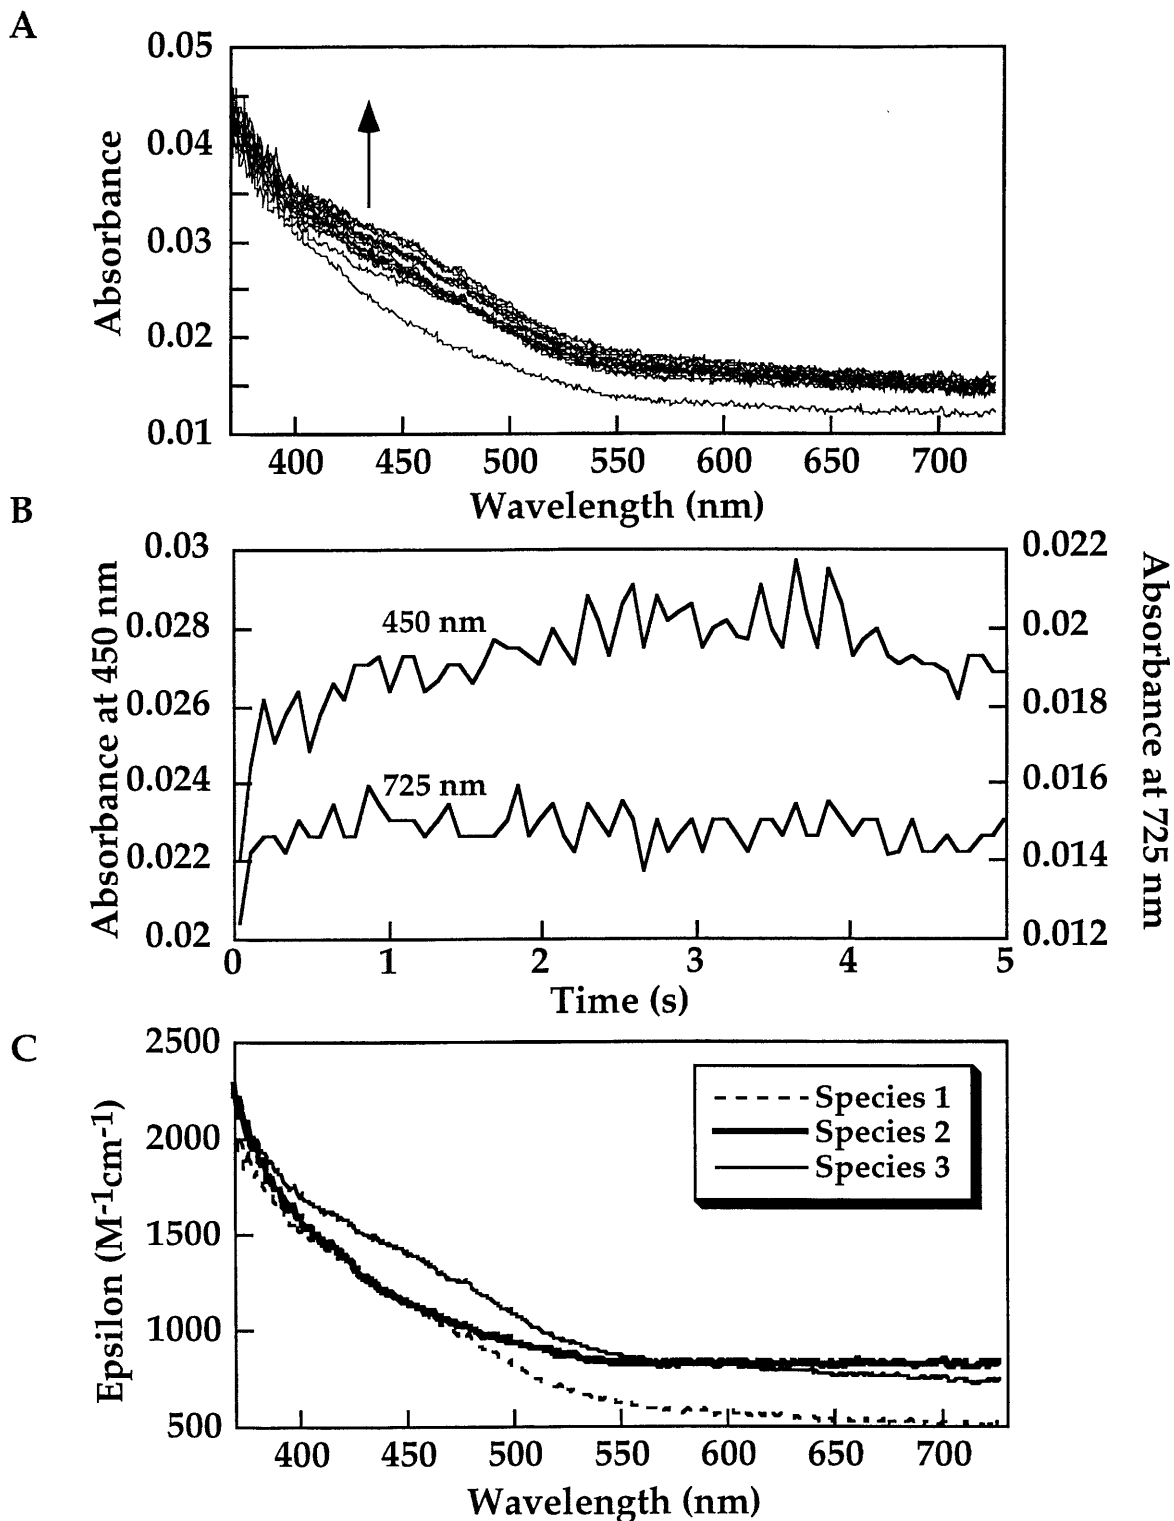 A
0.05
0.04
0.03
0.02
0.01
Absorbance
400 450 500 550 600 650 700
Wavelength (nm)
B
0.03
0.028
0.026
0.024
0.022
0.02
Absorbance at 450 nm
450 nm
725 nm
0.022
0.02
0.018
0.016
0.014
0.012
Absorbance at 725 nm
0 1 2 3 4 5
Time (s)
C
2500
2000
1500
1000
500
Epsilon (M-1cm-1)
Species 1
Species 2
Species 3
400 450 500 550 600 650 700
Wavelength (nm)